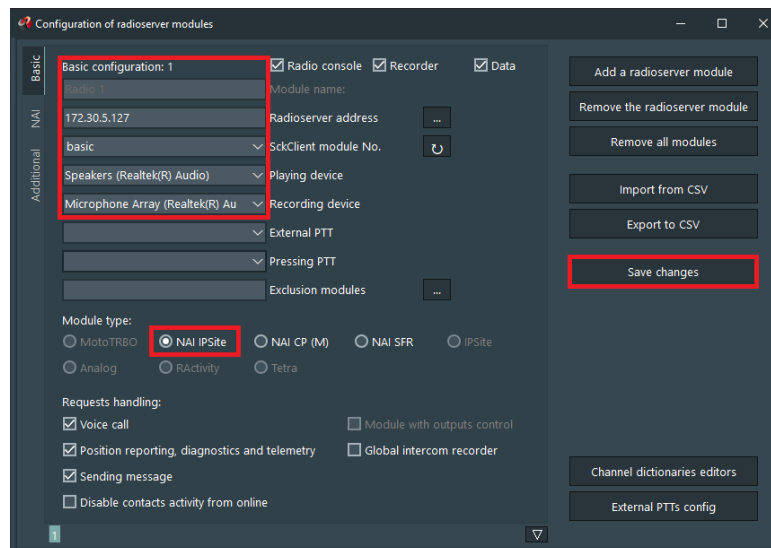 Configuration of radioserver modules
Basic
NAI
Additional
Basic configuration: 1
Radio console
Recorder
Data
Radio 1
Module name:
172.30.5.127
Radioserver address
...
basic
SckClient module No.
Speakers (Realtek(R) Audio)
Playing device
Microphone Array (Realtek(R) Au
Recording device
External PTT
Pressing PTT
Exclusion modules
...
Module type:
MotoTRBO
NAI IPSite
NAI CP (M)
NAI SFR
IPSite
Analog
RActivity
Tetra
Requests handling:
Voice call
Module with outputs control
Position reporting, diagnostics and telemetry
Global intercom recorder
Sending message
Disable contacts activity from online
1
Add a radioserver module
Remove the radioserver module
Remove all modules
Import from CSV
Export to CSV
Save changes
Channel dictionaries editors
External PTTs config